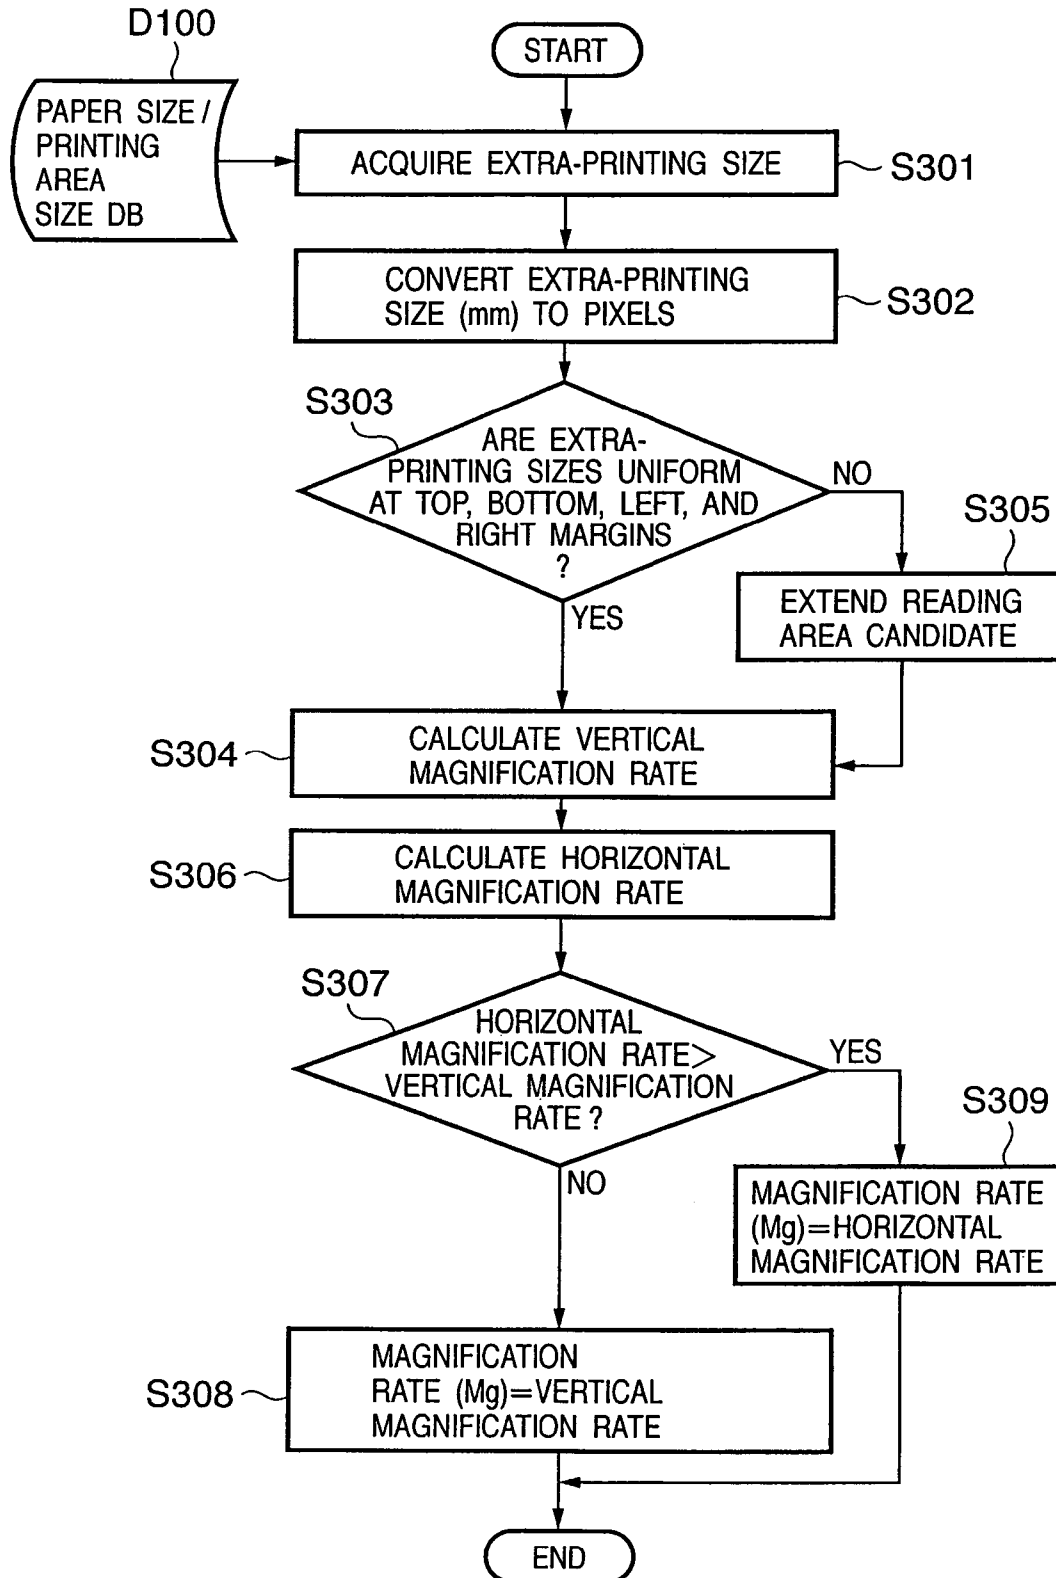 D100
START
PAPER SIZE /
PRINTING
AREA
SIZE DB
ACQUIRE EXTRA-PRINTING SIZE
S301
CONVERT EXTRA-PRINTING
SIZE (mm) TO PIXELS
S302
S303
ARE EXTRA-
PRINTING SIZES UNIFORM
AT TOP, BOTTOM, LEFT, AND
RIGHT MARGINS
?
NO
S305
EXTEND READING
AREA CANDIDATE
YES
S304
CALCULATE VERTICAL
MAGNIFICATION RATE
S306
CALCULATE HORIZONTAL
MAGNIFICATION RATE
S307
HORIZONTAL
MAGNIFICATION RATE>
VERTICAL MAGNIFICATION
RATE ?
YES
S309
MAGNIFICATION RATE
(Mg)=HORIZONTAL
MAGNIFICATION RATE
NO
S308
MAGNIFICATION
RATE (Mg)=VERTICAL
MAGNIFICATION RATE
END